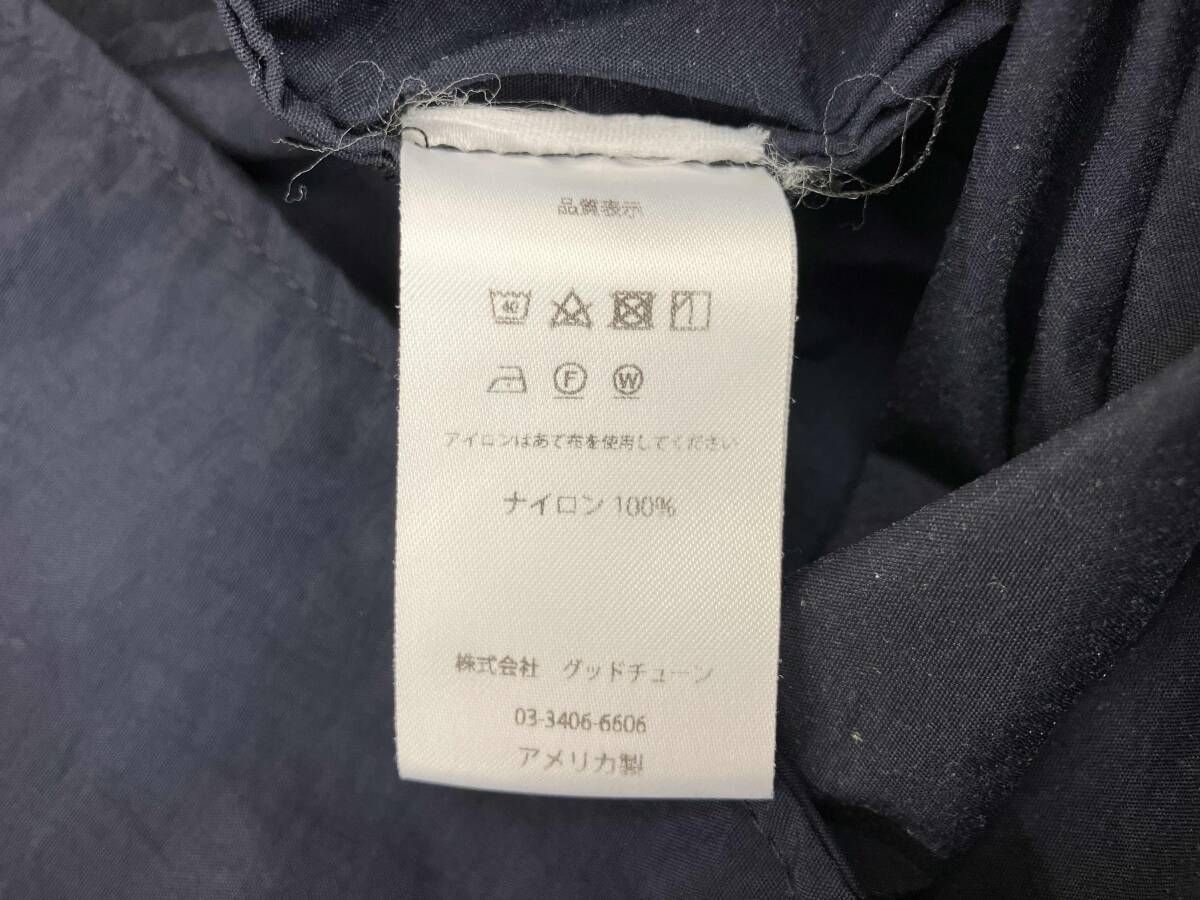 品質表示
40
F W
アイロンはあて布を使用してください
ナイロン 100%
株式会社　グッドチューン
03-3406-6606
アメリカ製